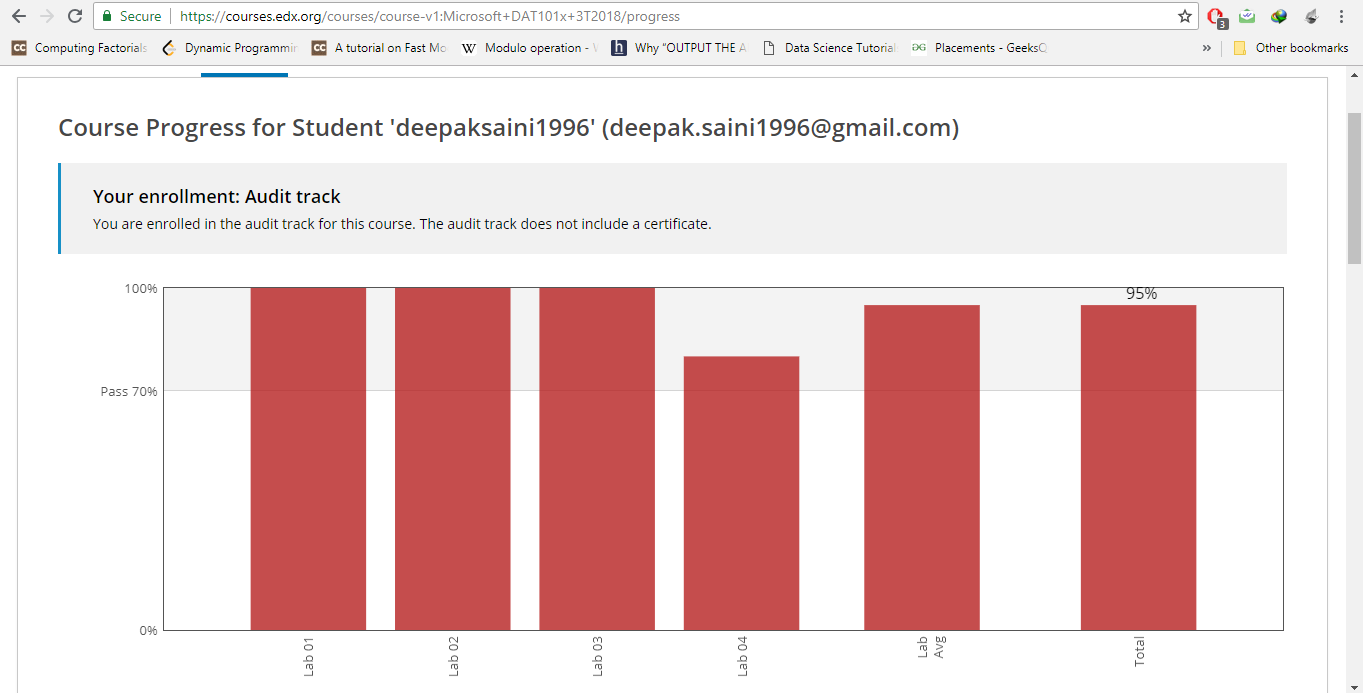 Secure https://courses.edx.org/courses/course-v1:Microsoft+DAT101x+3T2018/progress
3
CC Computing Factorials Dynamic Programmin CC A tutorial on Fast Mo W Modulo operation - h Why "OUTPUT THE A Data Science Tutorial Placements - GeeksQ » Other bookmarks
Course Progress for Student 'deepaksaini1996' (deepak.saini1996@gmail.com)
Your enrollment: Audit track
You are enrolled in the audit track for this course. The audit track does not include a certificate.
100%
95%
Pass 70%
0%
Lab 01
Lab 02
Lab 03
Lab 04
Lab
Avg
Total